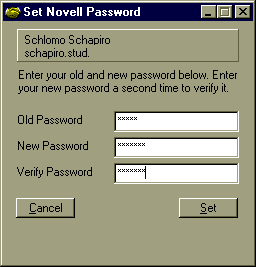 Set Novell Password
Schlomo Schapiro
schapiro.stud.
Enter your old and new password below. Enter
your new password a second time to verify it.
Old Password
*****
New Password
*******
Verify Password
*******
Cancel
Set